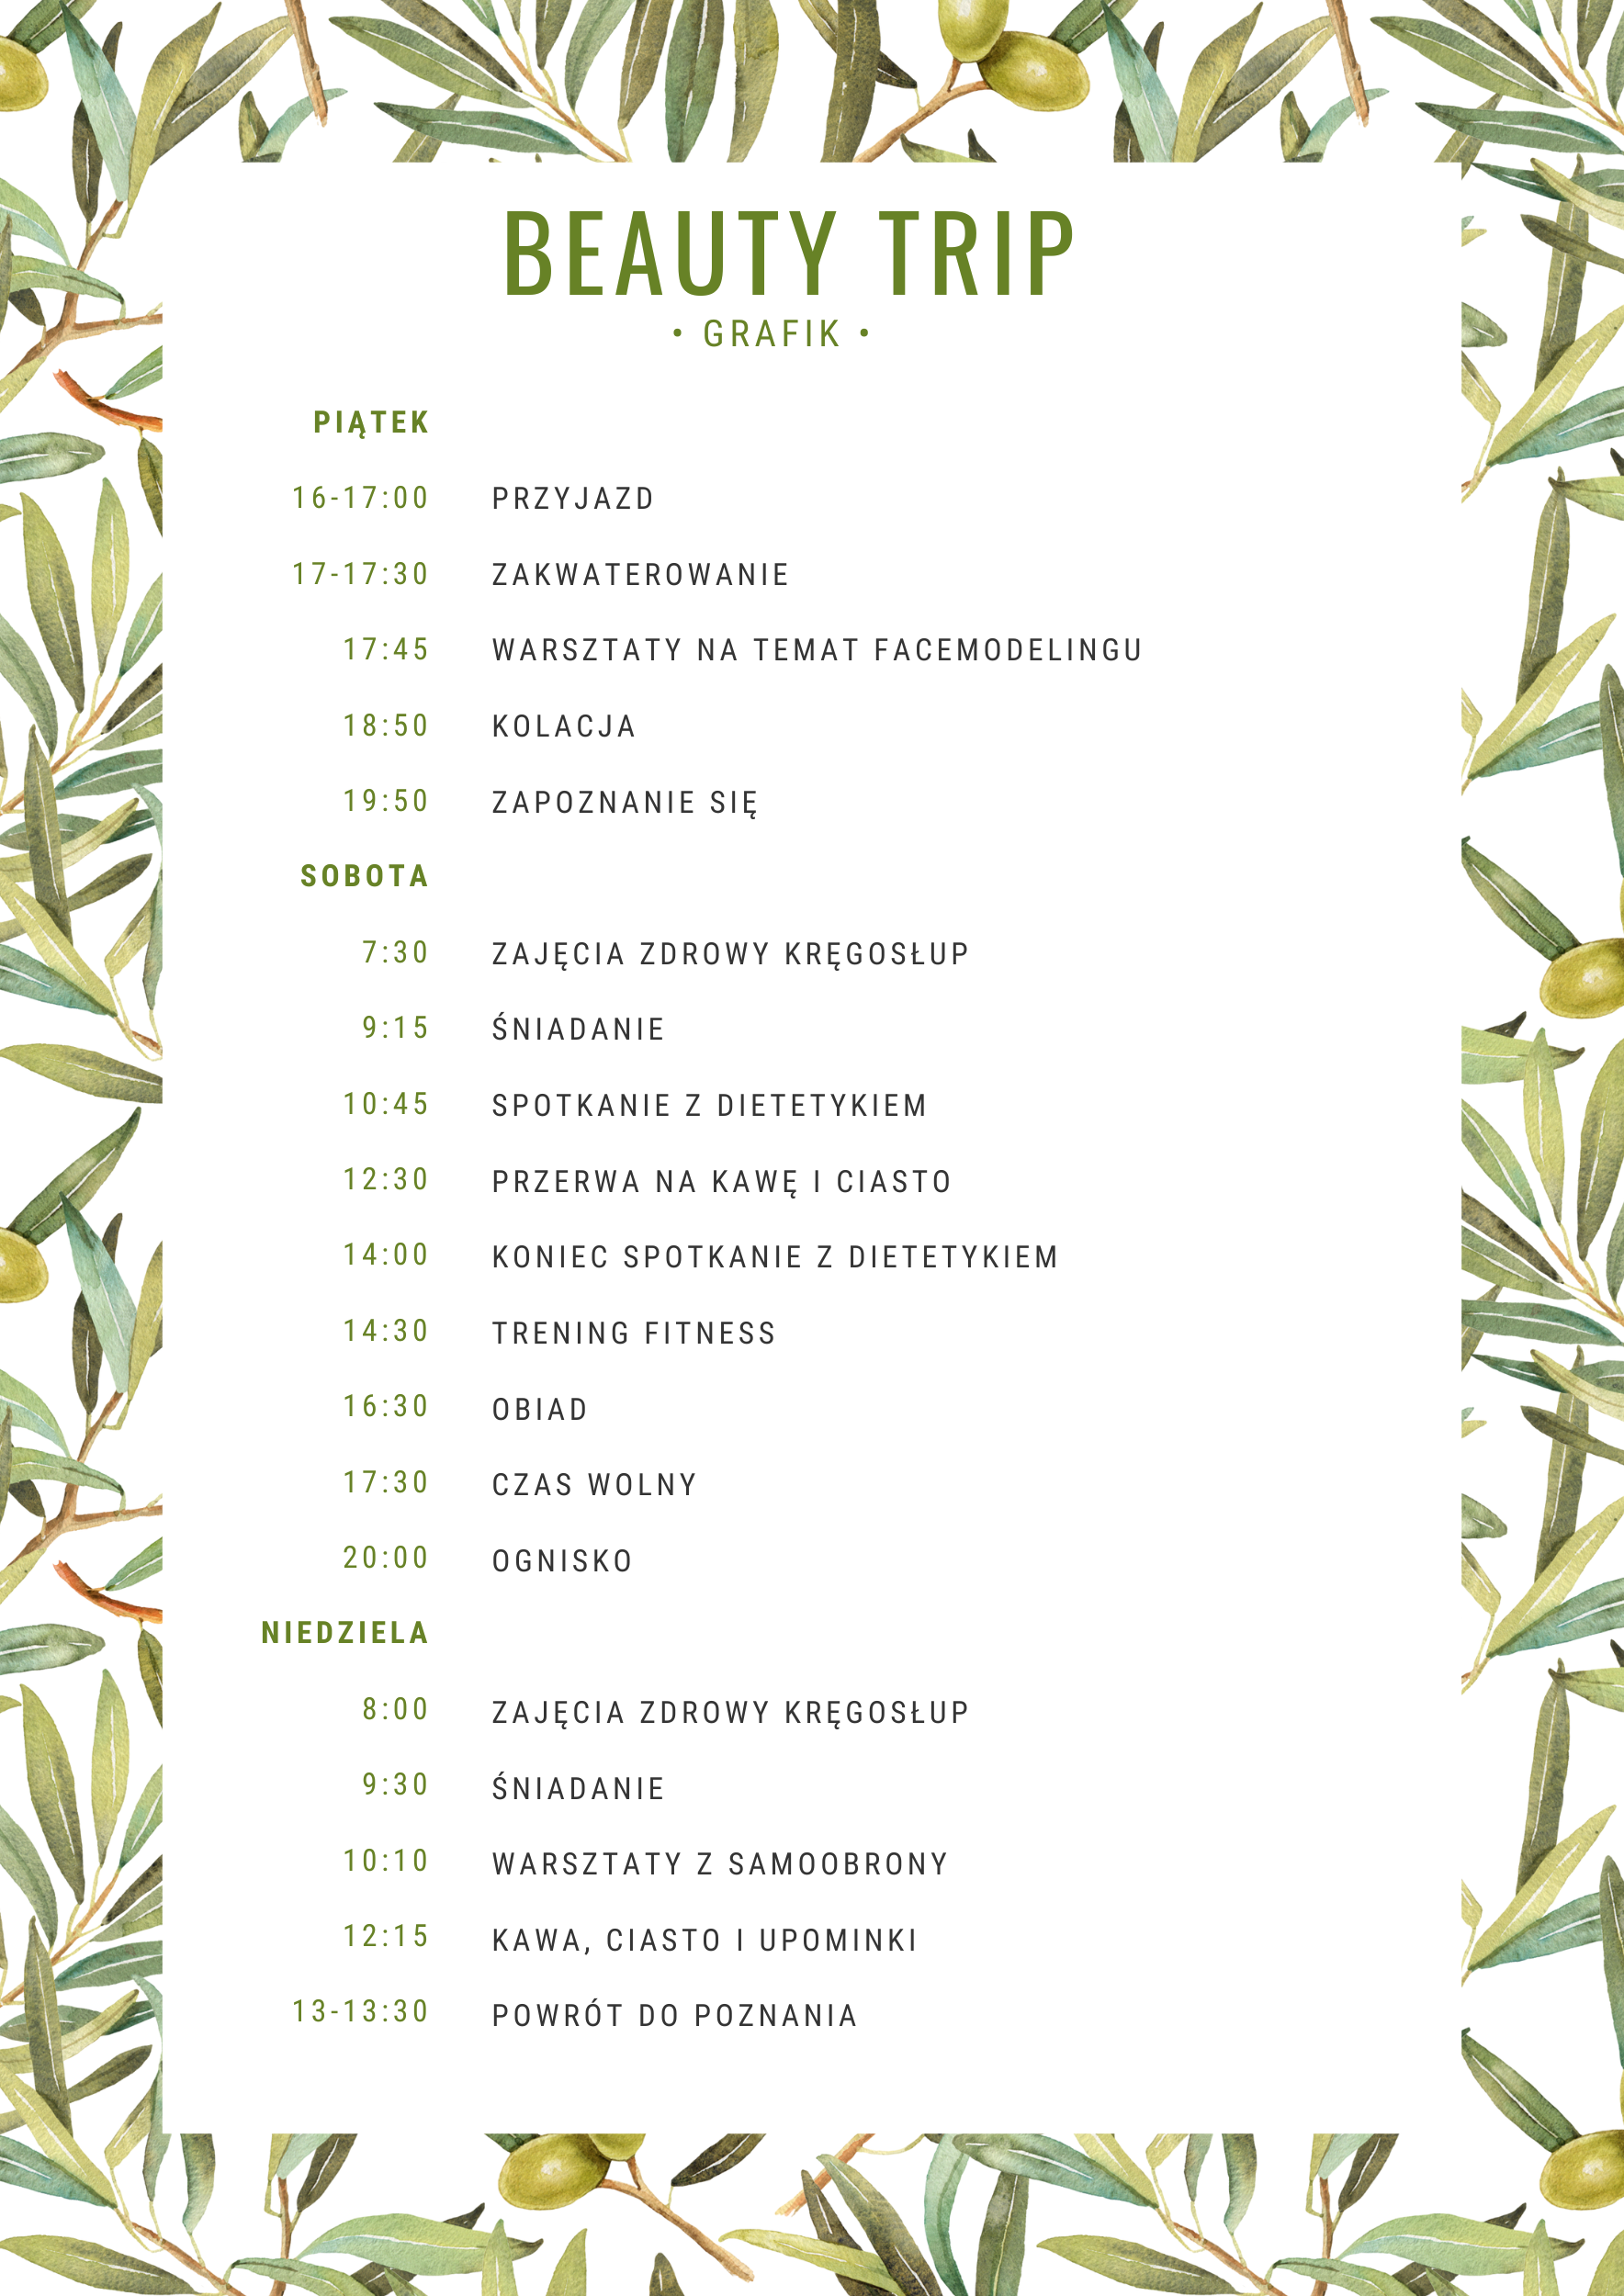 BEAUTY TRIP
• GRAFIK •
PIĄTEK
16-17:00 PRZYJAZD
17-17:30 ZAKWATEROWANIE
17:45 WARSZTATY NA TEMAT FACEMODELINGU
18:50 KOLACJA
19:50 ZAPOZNANIE SIĘ
SOBOTA
7:30 ZAJĘCIA ZDROWY KRĘGOSŁUP
9:15 ŚNIADANIE
10:45 SPOTKANIE Z DIETETYKIEM
12:30 PRZERWA NA KAWĘ I CIASTO
14:00 KONIEC SPOTKANIE Z DIETETYKIEM
14:30 TRENING FITNESS
16:30 OBIAD
17:30 CZAS WOLNY
20:00 OGNISKO
NIEDZIELA
8:00 ZAJĘCIA ZDROWY KRĘGOSŁUP
9:30 ŚNIADANIE
10:10 WARSZTATY Z SAMOOBRONY
12:15 KAWA, CIASTO I UPOMINKI
13-13:30 POWRÓT DO POZNANIA